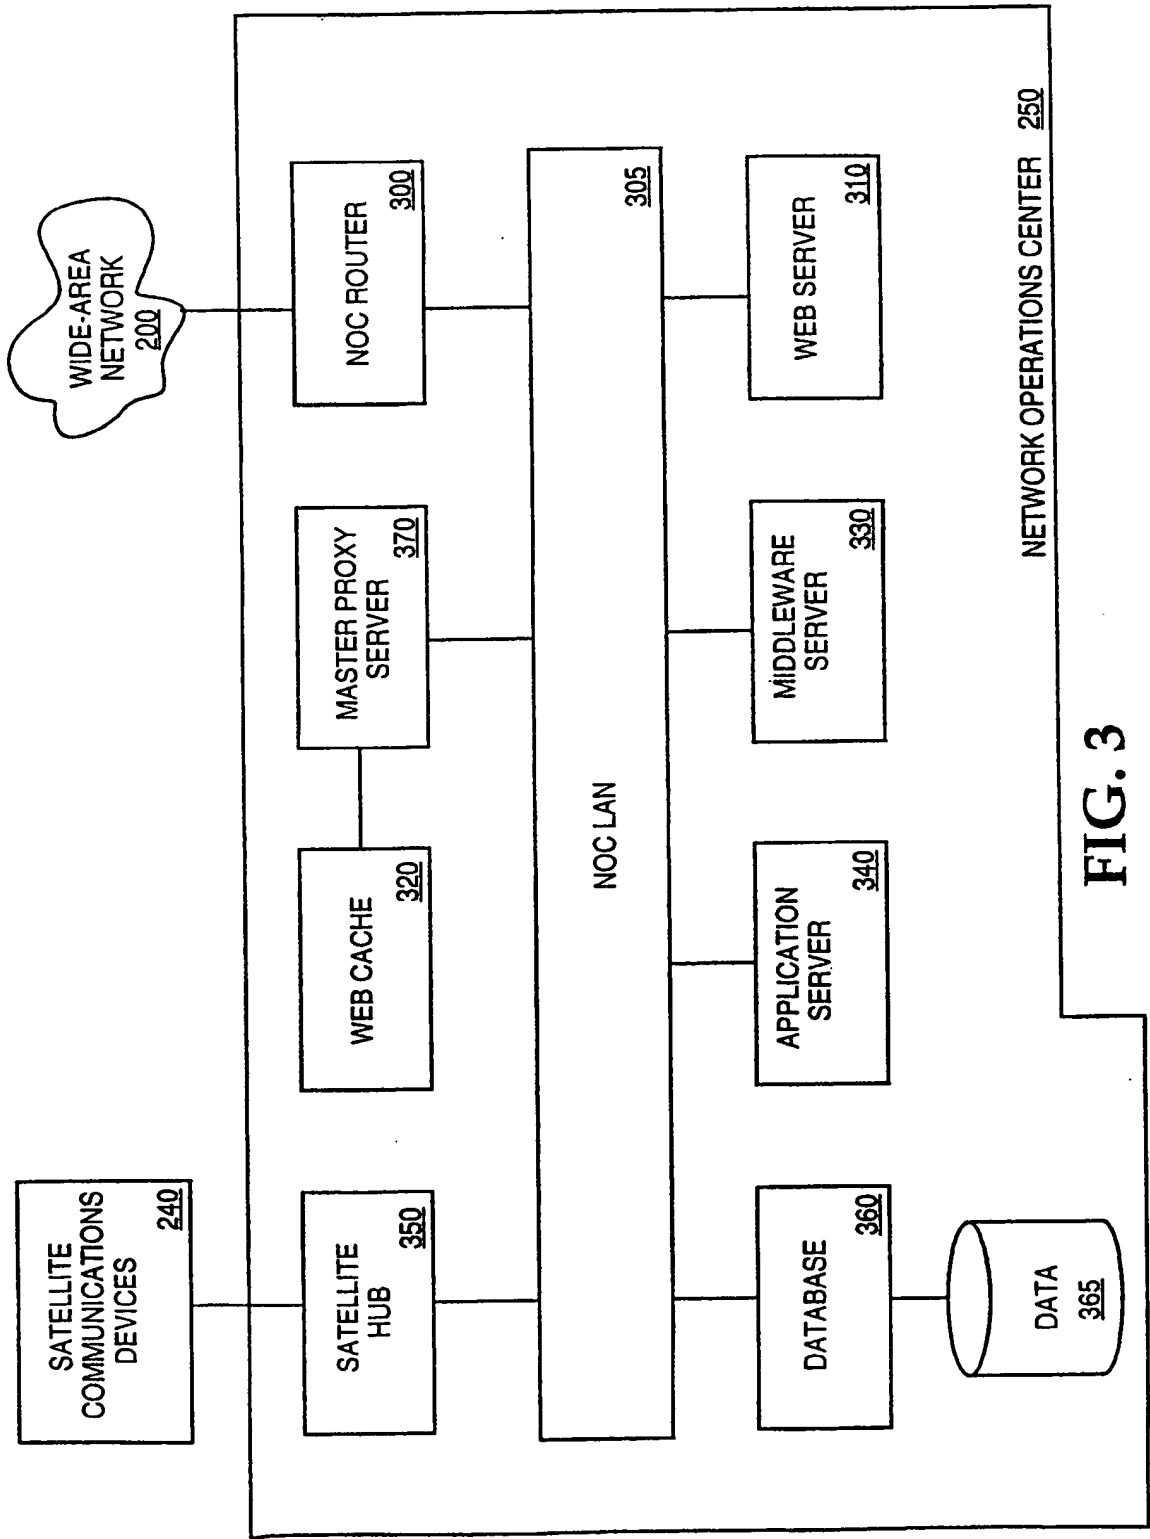 SATELLITE
COMMUNICATIONS
DEVICES
240
WIDE-AREA
NETWORK
200
SATELLITE
HUB
350
WEB CACHE
320
MASTER PROXY
SERVER
370
NOC ROUTER
300
NOC LAN
305
DATABASE
360
APPLICATION
SERVER
340
MIDDLEWARE
SERVER
330
WEB SERVER
310
DATA
365
NETWORK OPERATIONS CENTER 250
FIG. 3